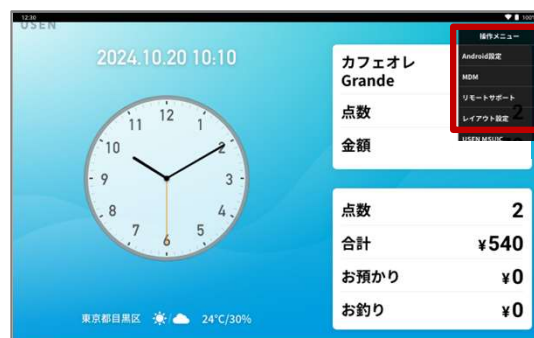 12:30
100%
USEN
2024.10.20 10:10
12
1
2
3
4
5
6
7
8
9
10
11
東京都目黒区 24°C/30%
カフェオレ
Grande
点数 2
金額
点数 2
合計 ¥540
お預かり ¥0
お釣り ¥0
操作メニュー
Android設定
MDM
リモートサポート
レイアウト設定
USEN MSUIC